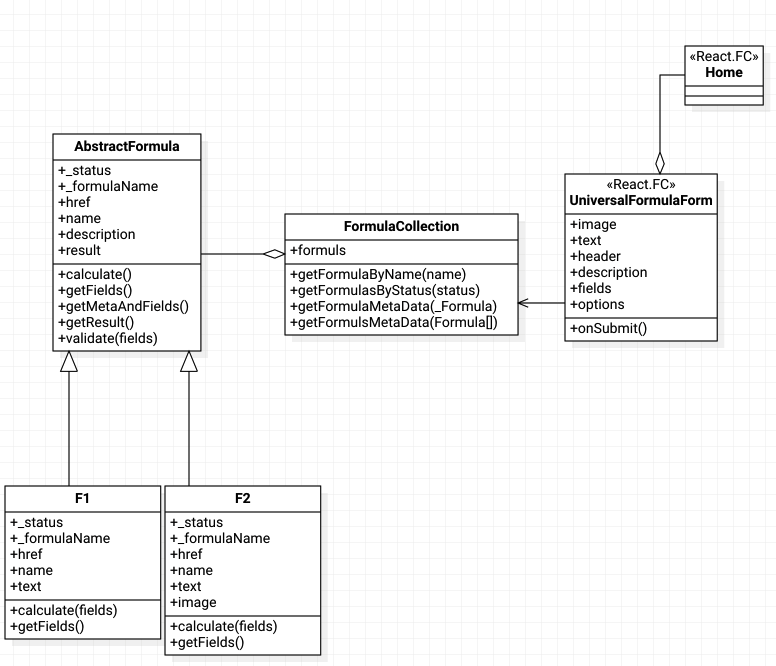 «React.FC»
Home
AbstractFormula
+_status
+_formulaName
+href
+name
+description
+result
+calculate()
+getFields()
+getMetaAndFields()
+getResult()
+validate(fields)
FormulaCollection
+formuls
+getFormulaByName(name)
+getFormulasByStatus(status)
+getFormulaMetaData(_Formula)
+getFormulsMetaData(Formula[])
«React.FC»
UniversalFormulaForm
+image
+text
+header
+description
+fields
+options
+onSubmit()
F1
+_status
+_formulaName
+href
+name
+text
+calculate(fields)
+getFields()
F2
+_status
+_formulaName
+href
+name
+text
+image
+calculate(fields)
+getFields()